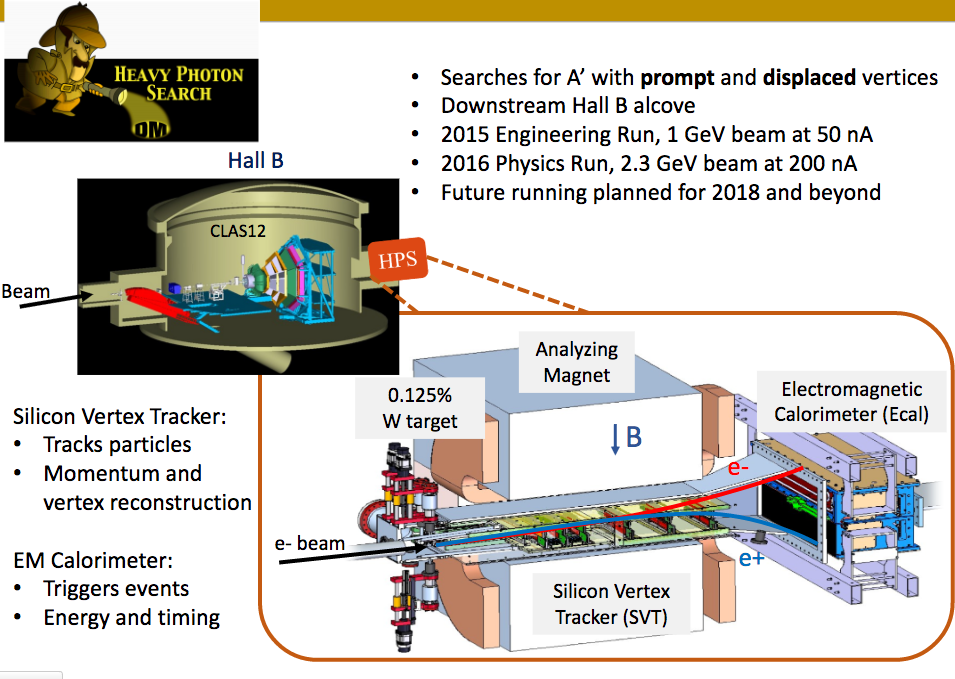 HEAVY PHOTON
SEARCH
DM
• Searches for A’ with prompt and displaced vertices
• Downstream Hall B alcove
• 2015 Engineering Run, 1 GeV beam at 50 nA
• 2016 Physics Run, 2.3 GeV beam at 200 nA
• Future running planned for 2018 and beyond
Hall B
CLAS12
HPS
Beam
Analyzing
Magnet
0.125%
W target
Electromagnetic
Calorimeter (Ecal)
↓B
e-
Silicon Vertex Tracker:
• Tracks particles
• Momentum and
vertex reconstruction
e- beam
e+
EM Calorimeter:
• Triggers events
• Energy and timing
Silicon Vertex
Tracker (SVT)